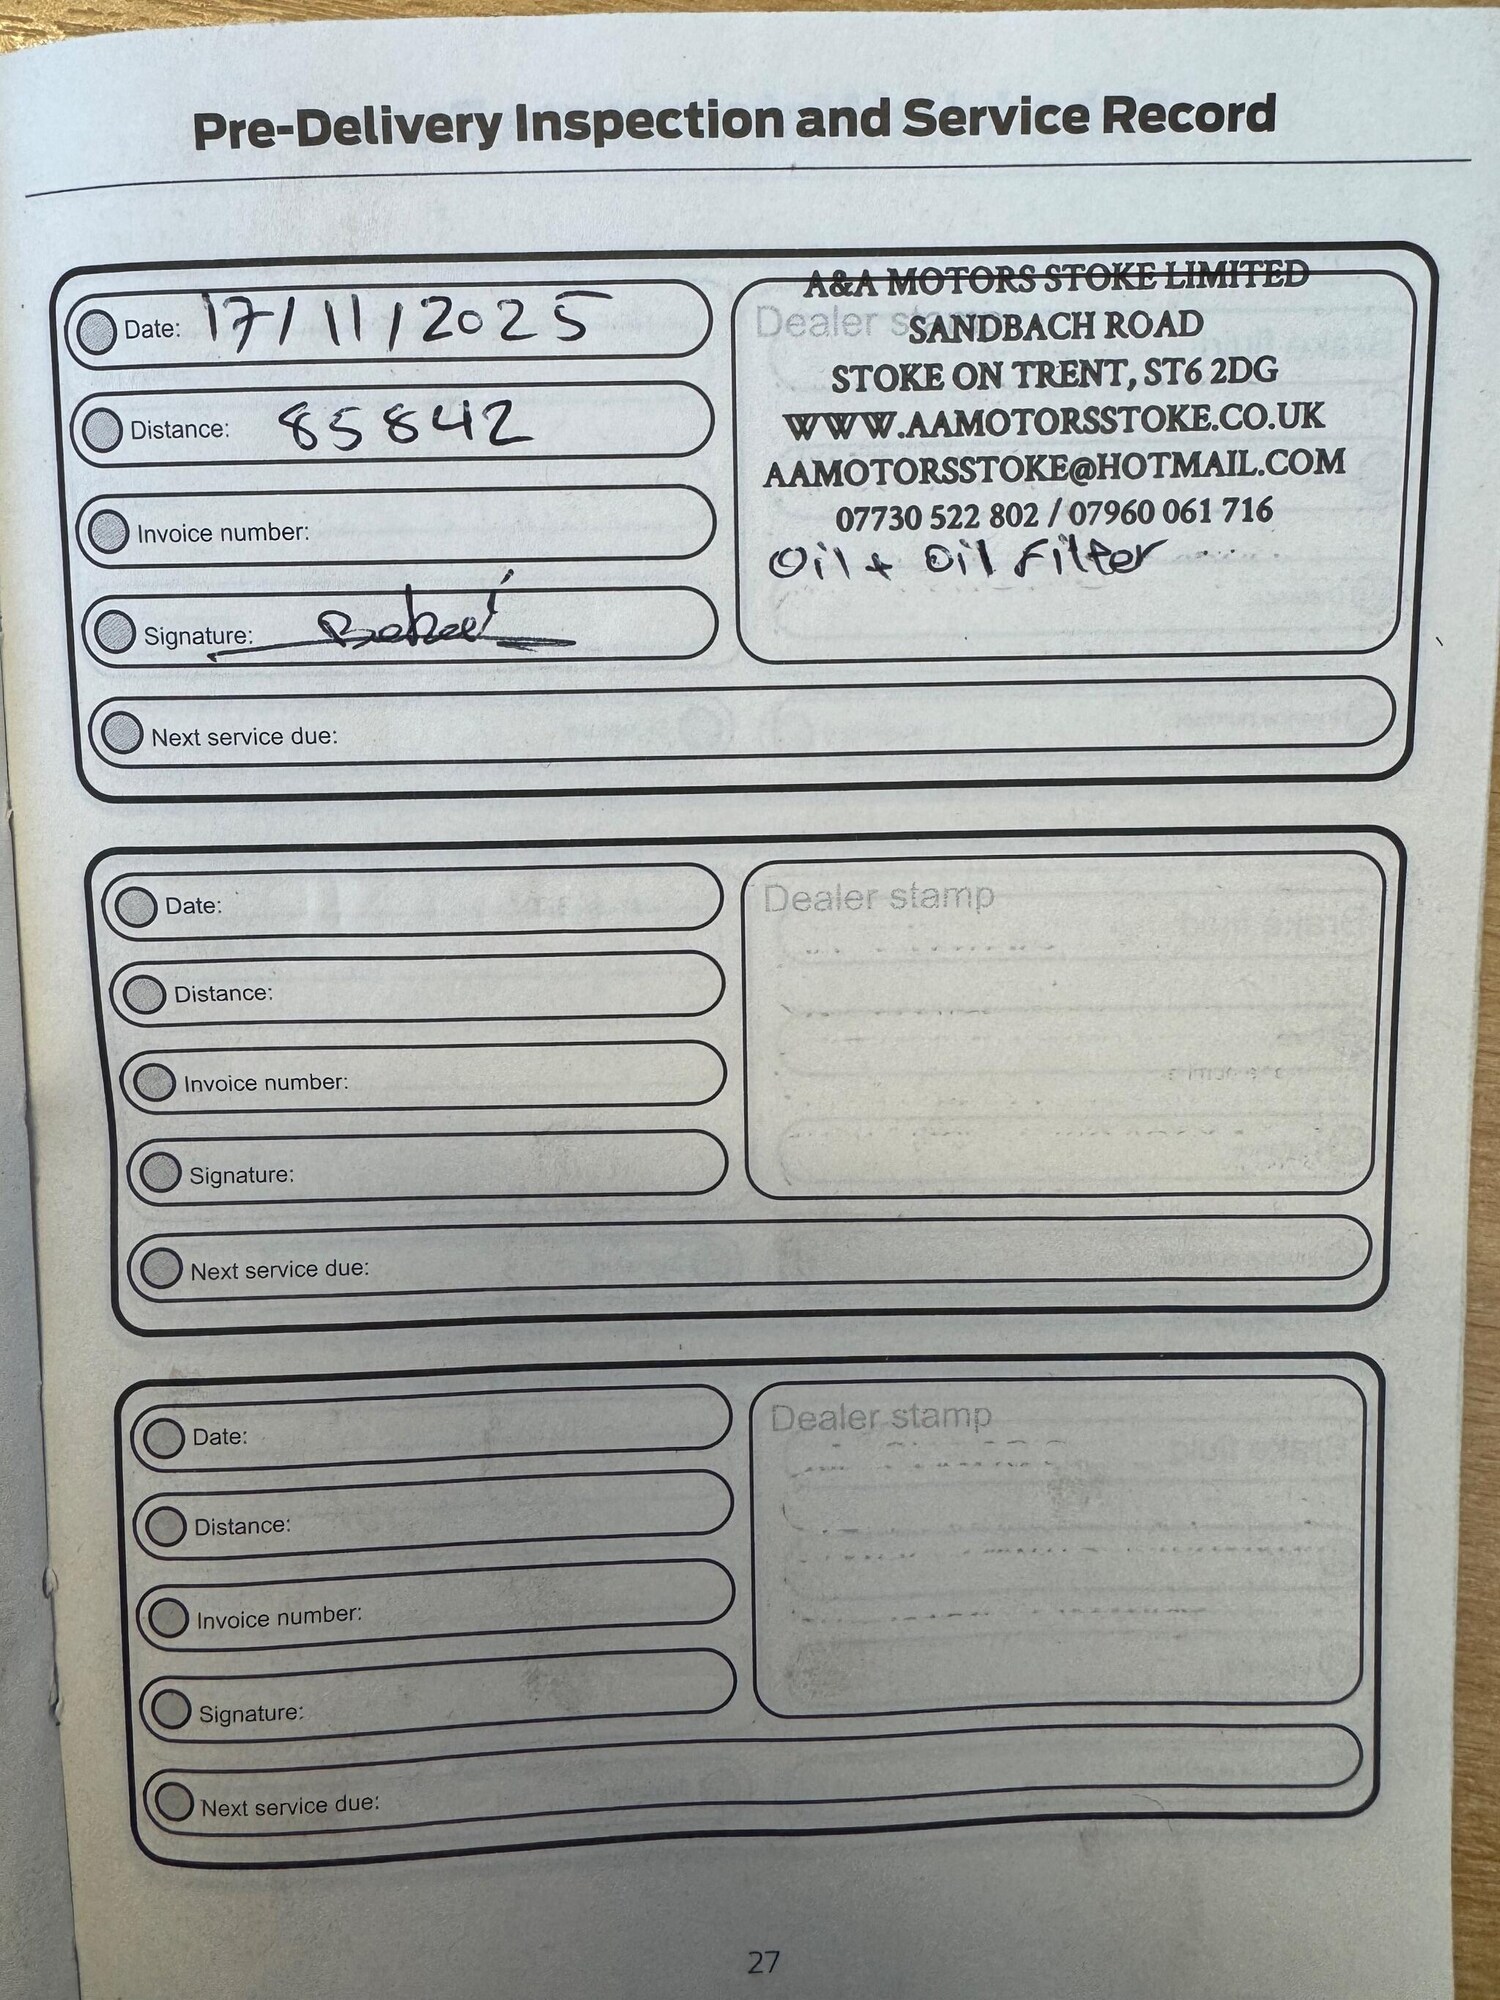 Pre-Delivery Inspection and Service Record
Date: 17/11/2025
Distance: 85842
Invoice number:
Signature:
Next service due:
Dealer stamp
A&A MOTORS STOKE LIMITED
SANDBACH ROAD
STOKE ON TRENT, ST6 2DG
WWW.AAMOTORSSTOKE.CO.UK
AAMOTORSSTOKE@HOTMAIL.COM
07730 522 802 / 07960 061 716
Oil + Oil Filter
Date:
Distance:
Invoice number:
Signature:
Next service due:
Dealer stamp
Date:
Distance:
Invoice number:
Signature:
Next service due:
Dealer stamp
27